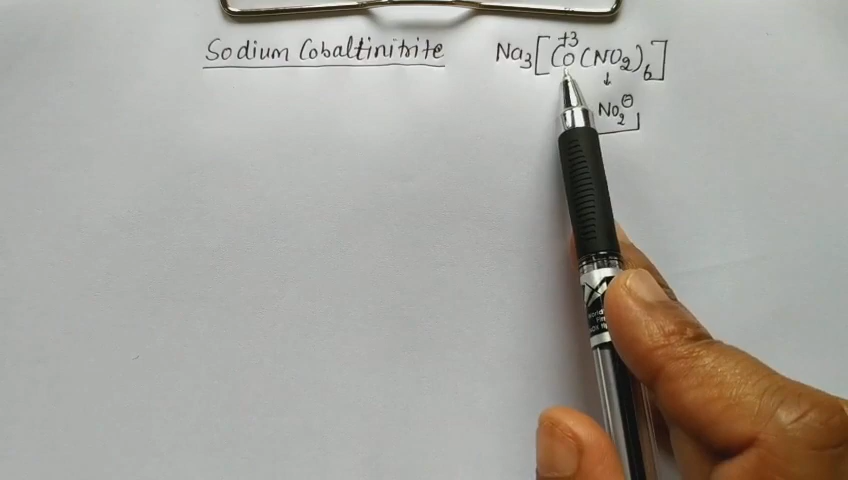 Sodium Cobaltinitrite Na₃[Co(NO₂)₆]
+3
↓
NO₂⊖